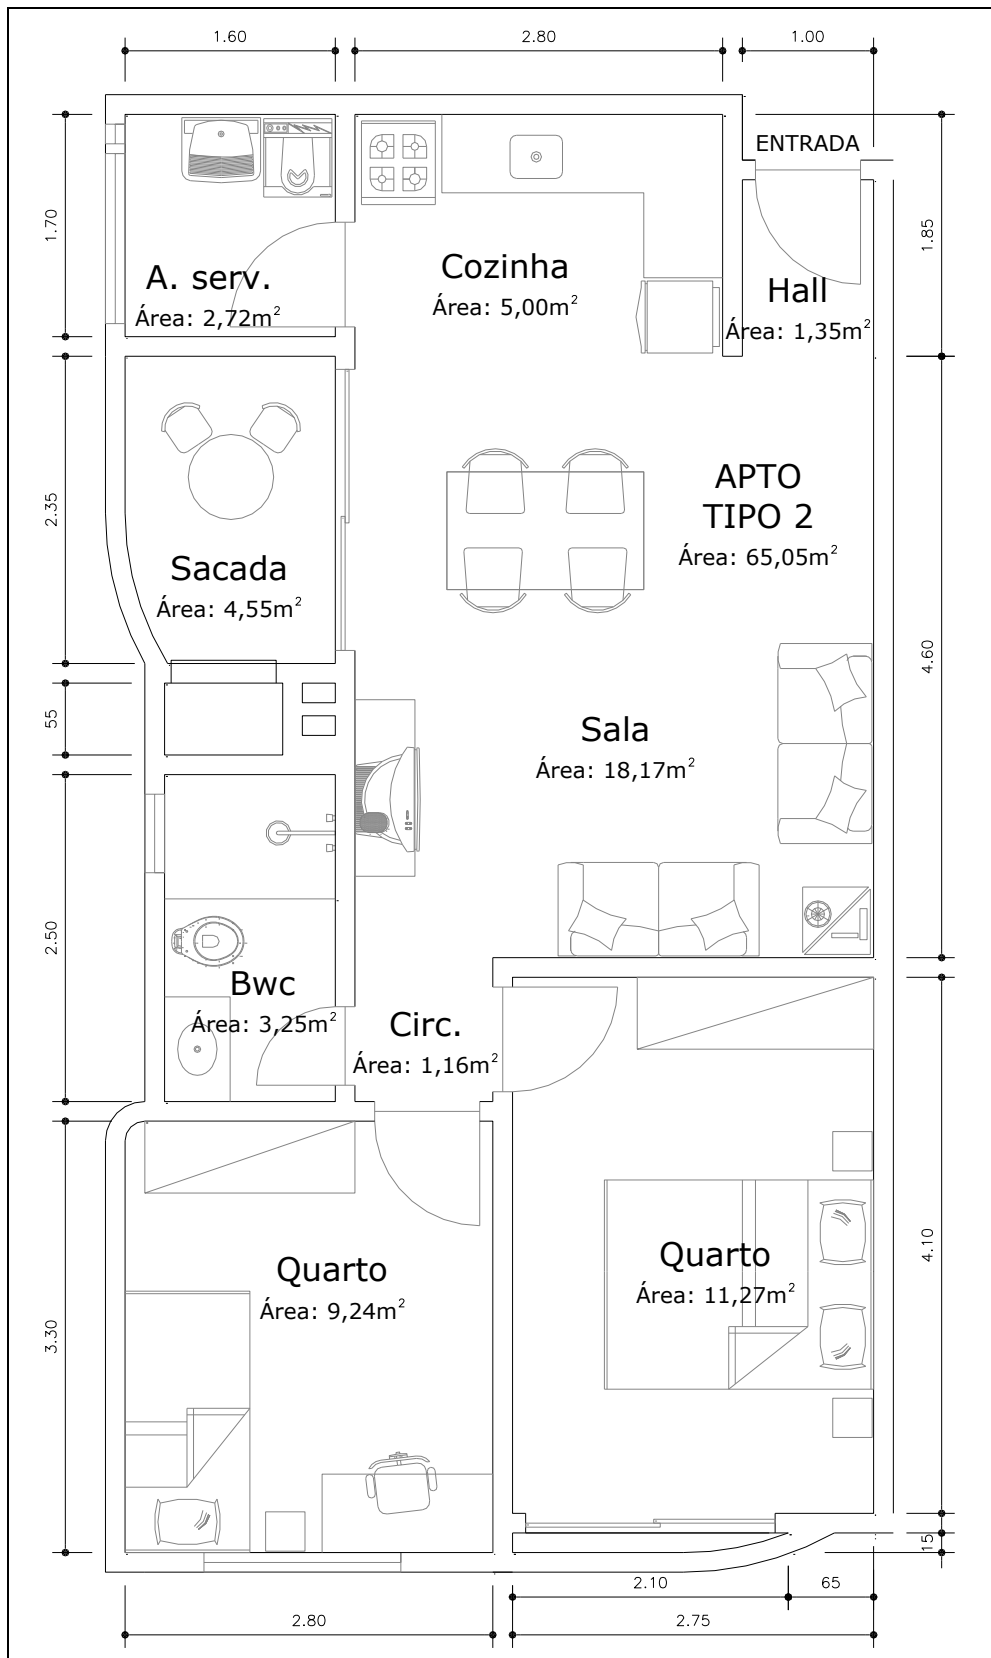 1.60
2.80
1.00
ENTRADA
1.70
1.85
A. serv.
Área: 2,72m²
Cozinha
Área: 5,00m²
Hall
Área: 1,35m²
2.35
APTO
TIPO 2
Área: 65,05m²
Sacada
Área: 4,55m²
4.60
55
Sala
Área: 18,17m²
2.50
Bwc
Área: 3,25m²
Circ.
Área: 1,16m²
3.30
Quarto
Área: 9,24m²
Quarto
Área: 11,27m²
4.10
15
2.10
65
2.80
2.75